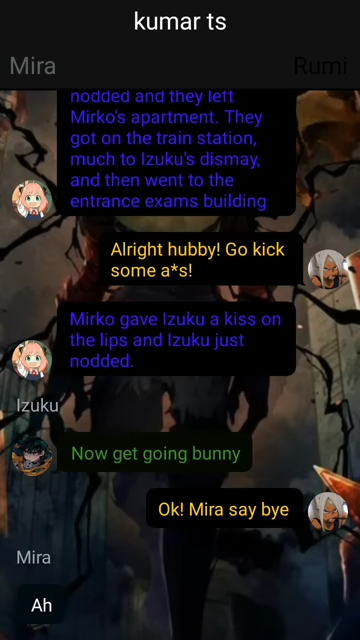 kumar ts
Mira
Rumi
nodded and they left
Mirko's apartment. They
got on the train station,
much to Izuku's dismay,
and then went to the
entrance exams building
Alright hubby! Go kick
some a*s!
Mirko gave Izuku a kiss on
the lips and Izuku just
nodded.
Izuku
Now get going bunny
Ok! Mira say bye
Mira
Ah